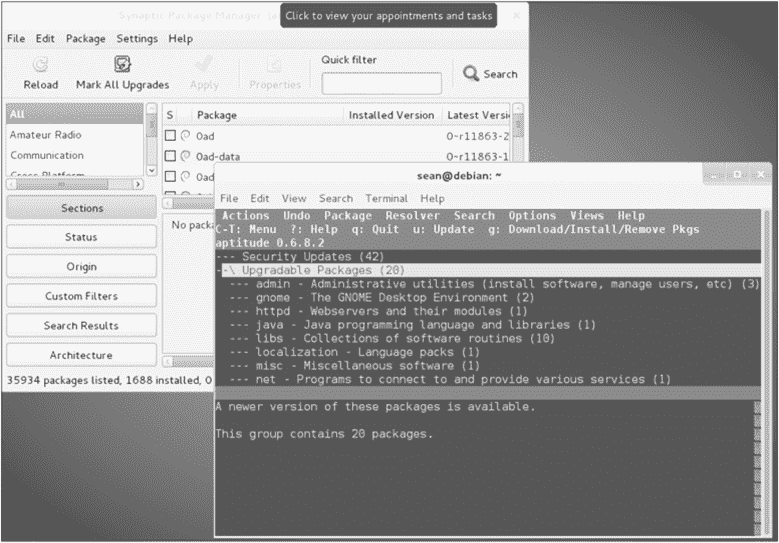 Synaptic Package Manager
Click to view your appointments and tasks
File Edit Package Settings Help
Reload Mark All Upgrades Apply Properties
Quick filter
Search
All
Amateur Radio
Communication
Cross Platform
S Package Installed Version Latest Versi
0ad 0~r11863-2
0ad-data 0~r11863-1
0ad
No packa
Sections
Status
Origin
Custom Filters
Search Results
Architecture
35934 packages listed, 1688 installed, 0
sean@debian: ~
File Edit View Search Terminal Help
Actions Undo Package Resolver Search Options Views Help
C-T: Menu ?: Help q: Quit u: Update g: Download/Install/Remove Pkgs
aptitude 0.6.8.2
--- Security Updates (42)
--\ Upgradable Packages (20)
--- admin - Administrative utilities (install software, manage users, etc) (3)
--- gnome - The GNOME Desktop Environment (2)
--- httpd - Webservers and their modules (1)
--- java - Java programming language and libraries (1)
--- libs - Collections of software routines (10)
--- localization - Language packs (1)
--- misc - Miscellaneous software (1)
--- net - Programs to connect to and provide various services (1)
A newer version of these packages is available.
This group contains 20 packages.